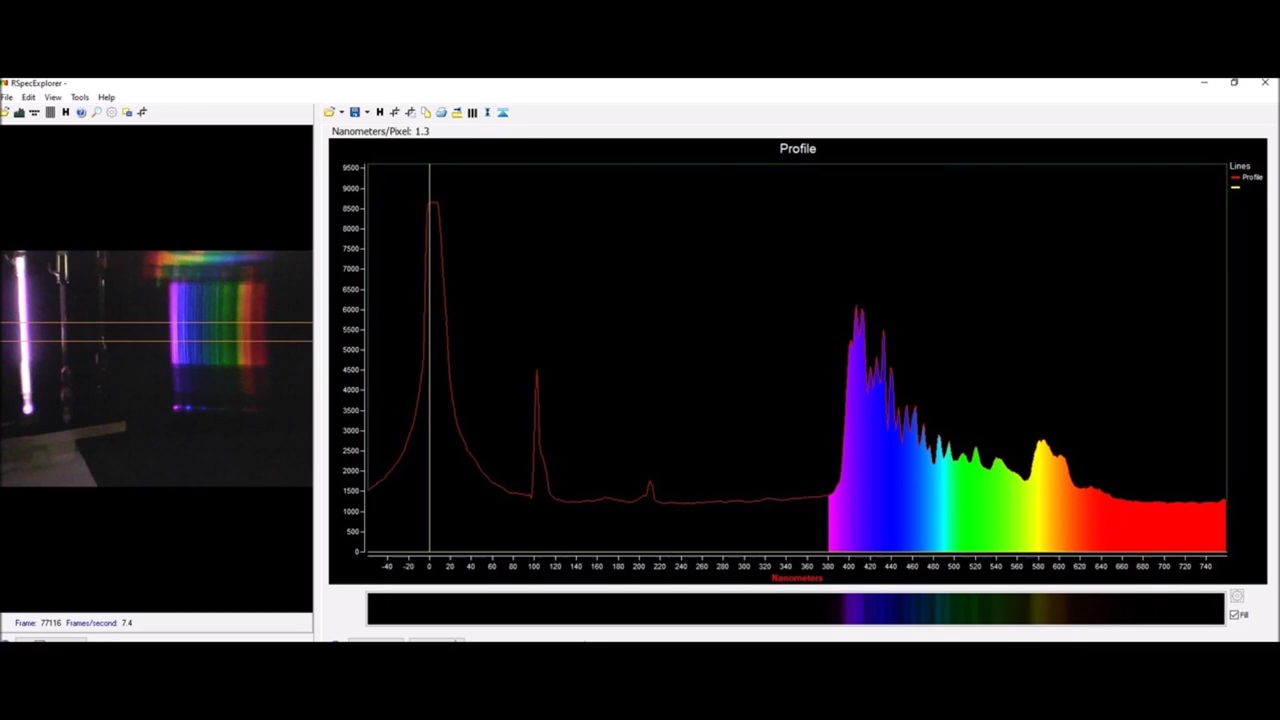 RSpecExplorer -
File Edit View Tools Help
H
H
Nanometers/Pixel: 1.3
Profile
Lines
Profile
9500
9000
8500
8000
7500
7000
6500
6000
5500
5000
4500
4000
3500
3000
2500
2000
1500
1000
500
0
-40 -20 0 20 40 60 80 100 120 140 160 180 200 220 240 260 280 300 320 340 360 380 400 420 440 460 480 500 520 540 560 580 600 620 640 660 680 700 720 740
Nanometers
Fill
Frame: 77116 Frames/second 7.4